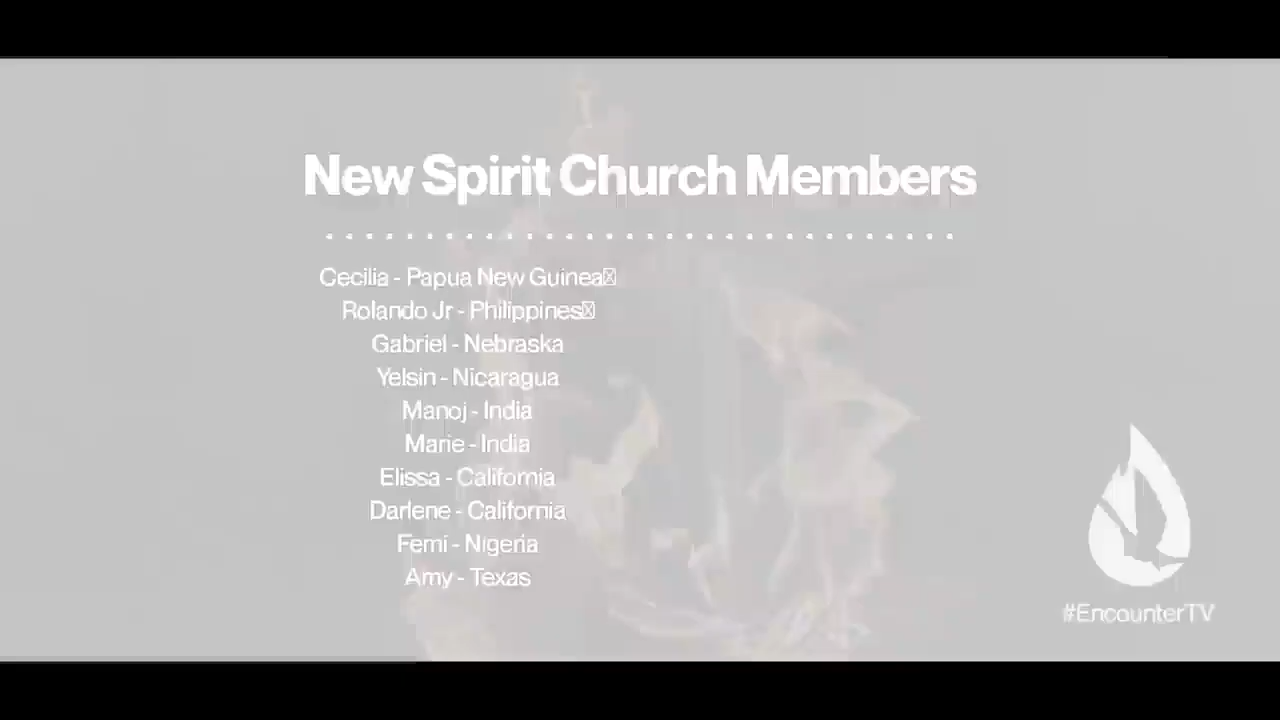 New Spirit Church Members
Cecilia - Papua New Guinea
Rolando Jr - Philippines
Gabriel - Nebraska
Yelsin - Nicaragua
Manoj - India
Marie - India
Elissa - California
Darlene - California
Femi - Nigeria
Amy - Texas
#EncounterTV